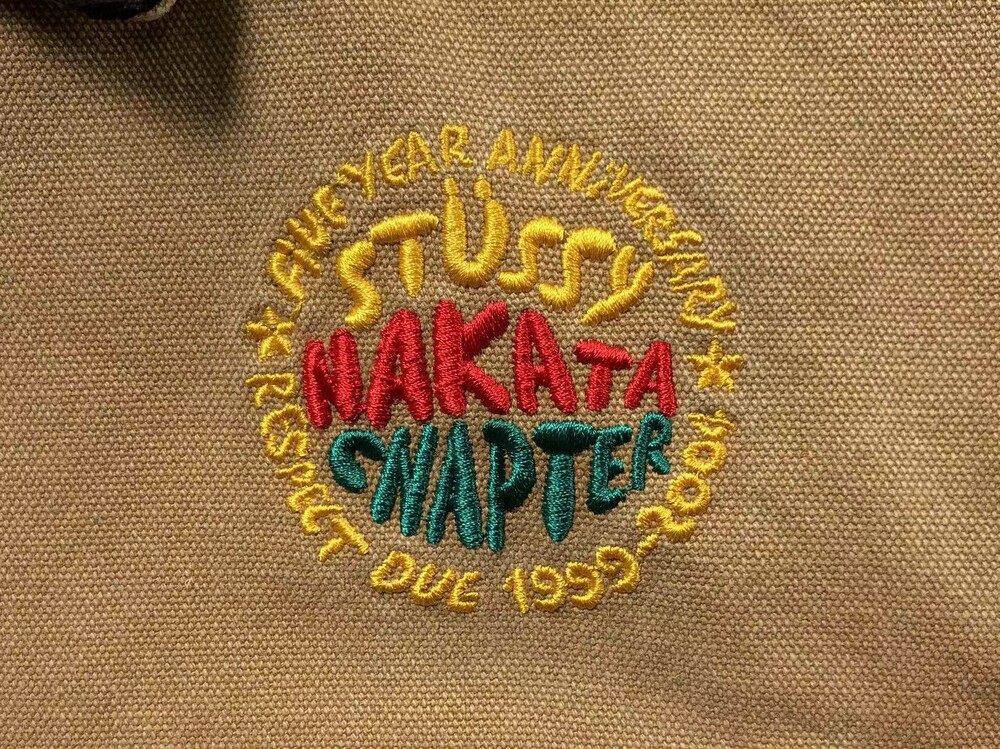 FIVE YEAR ANNIVERSARY
STÜSSY
NAKATA
CHAPTER
RESPECT DUE 1999-2004